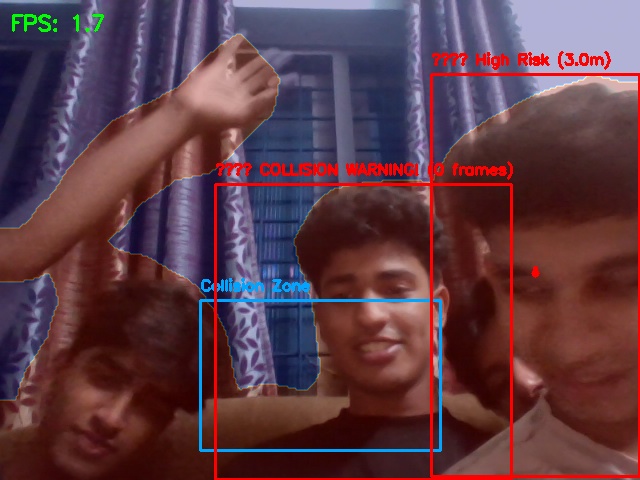 FPS: 1.7
???? High Risk (3.0m)
???? COLLISION WARNING! (0 frames)
Collision Zone